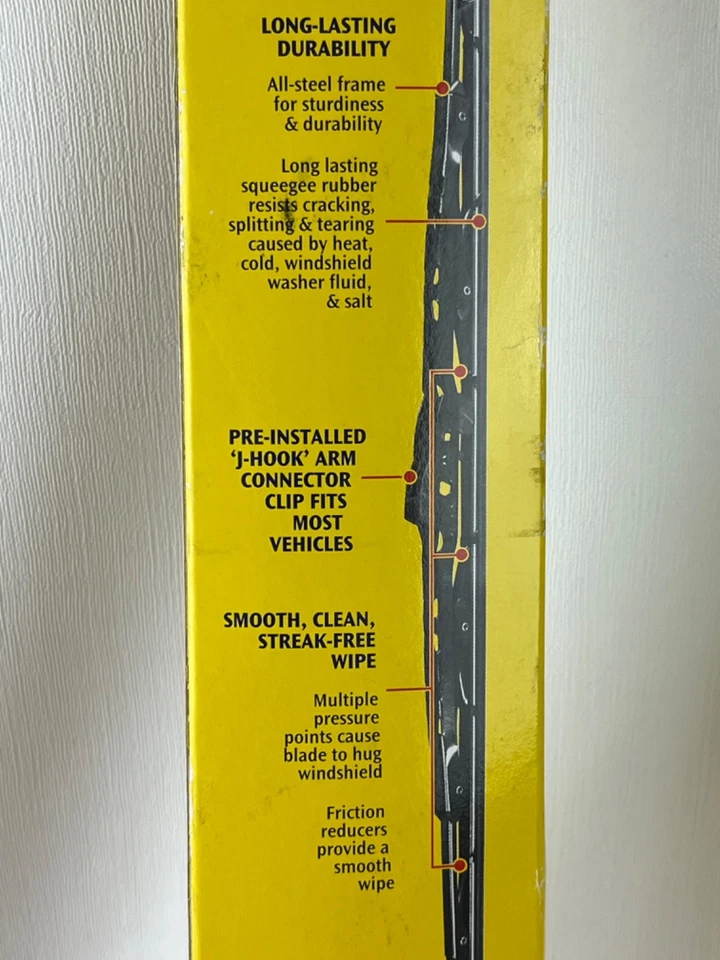 LONG-LASTING
DURABILITY
All-steel frame
for sturdiness
& durability
Long lasting
squeegee rubber
resists cracking,
splitting & tearing
caused by heat,
cold, windshield
washer fluid,
& salt
PRE-INSTALLED
‘J-HOOK’ ARM
CONNECTOR
CLIP FITS
MOST
VEHICLES
SMOOTH, CLEAN,
STREAK-FREE
WIPE
Multiple
pressure
points cause
blade to hug
windshield
Friction
reducers
provide a
smooth
wipe